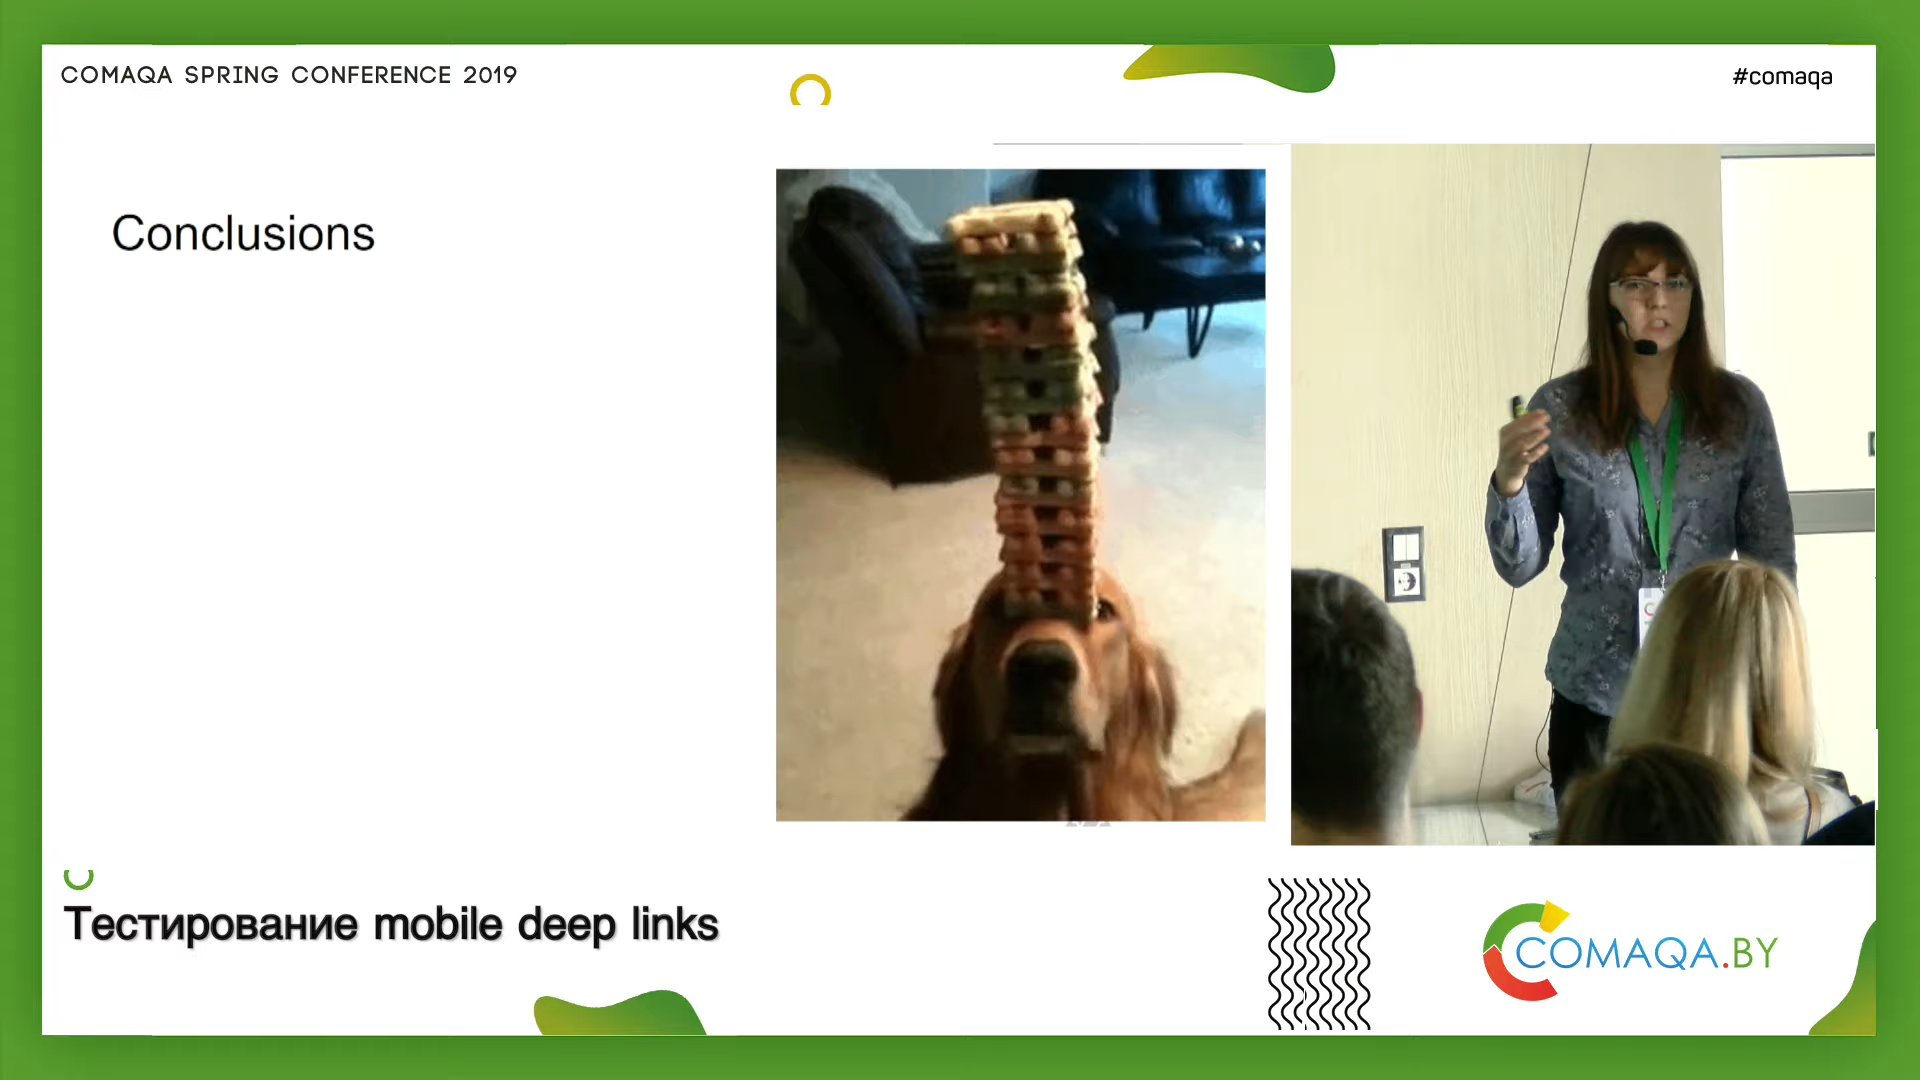 COMAQA SPRING CONFERENCE 2019
#comaqa
Conclusions
Тестирование mobile deep links
COMAQA.BY